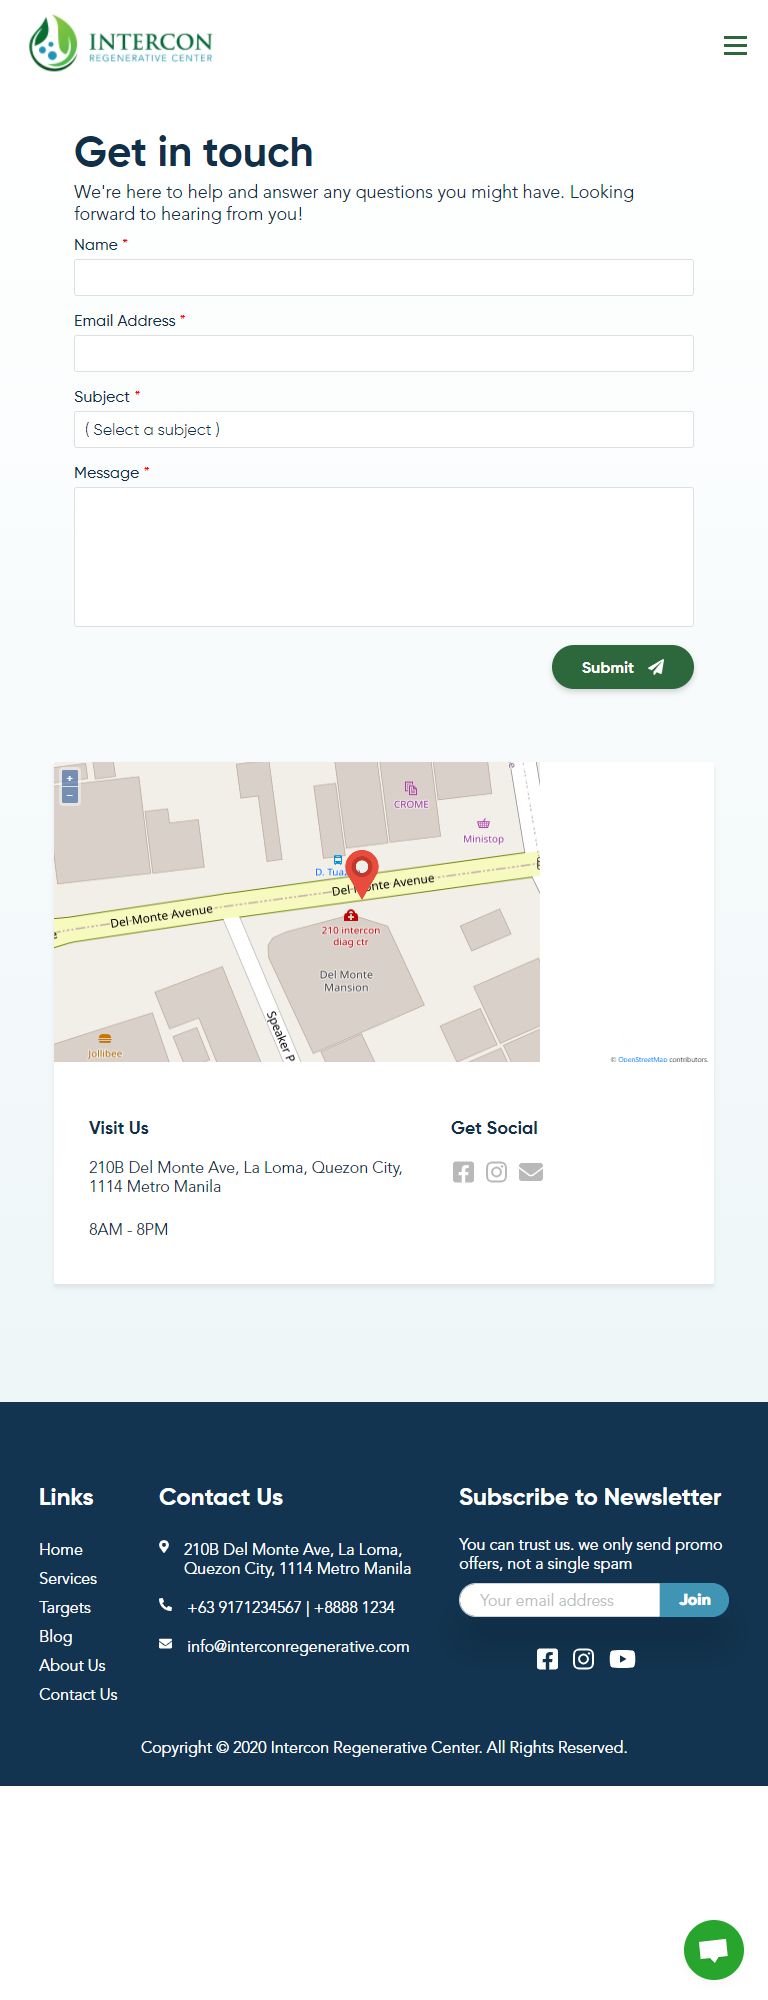 INTERCON
REGENERATIVE CENTER
Get in touch
We're here to help and answer any questions you might have. Looking
forward to hearing from you!
Name *
Email Address *
Subject *
( Select a subject )
Message *
Submit
+
−
CROME
Ministop
D. Tua
Del Monte Avenue
Del Monte Avenue
210 intercon
diag ctr
Del Monte
Mansion
Speaker P
Jollibee
© OpenStreetMap contributors.
Visit Us
210B Del Monte Ave, La Loma, Quezon City,
1114 Metro Manila
8AM - 8PM
Get Social
Links
Home
Services
Targets
Blog
About Us
Contact Us
Contact Us
210B Del Monte Ave, La Loma,
Quezon City, 1114 Metro Manila
+63 9171234567 | +8888 1234
info@interconregenerative.com
Subscribe to Newsletter
You can trust us. we only send promo
offers, not a single spam
Your email address
Join
Copyright © 2020 Intercon Regenerative Center. All Rights Reserved.